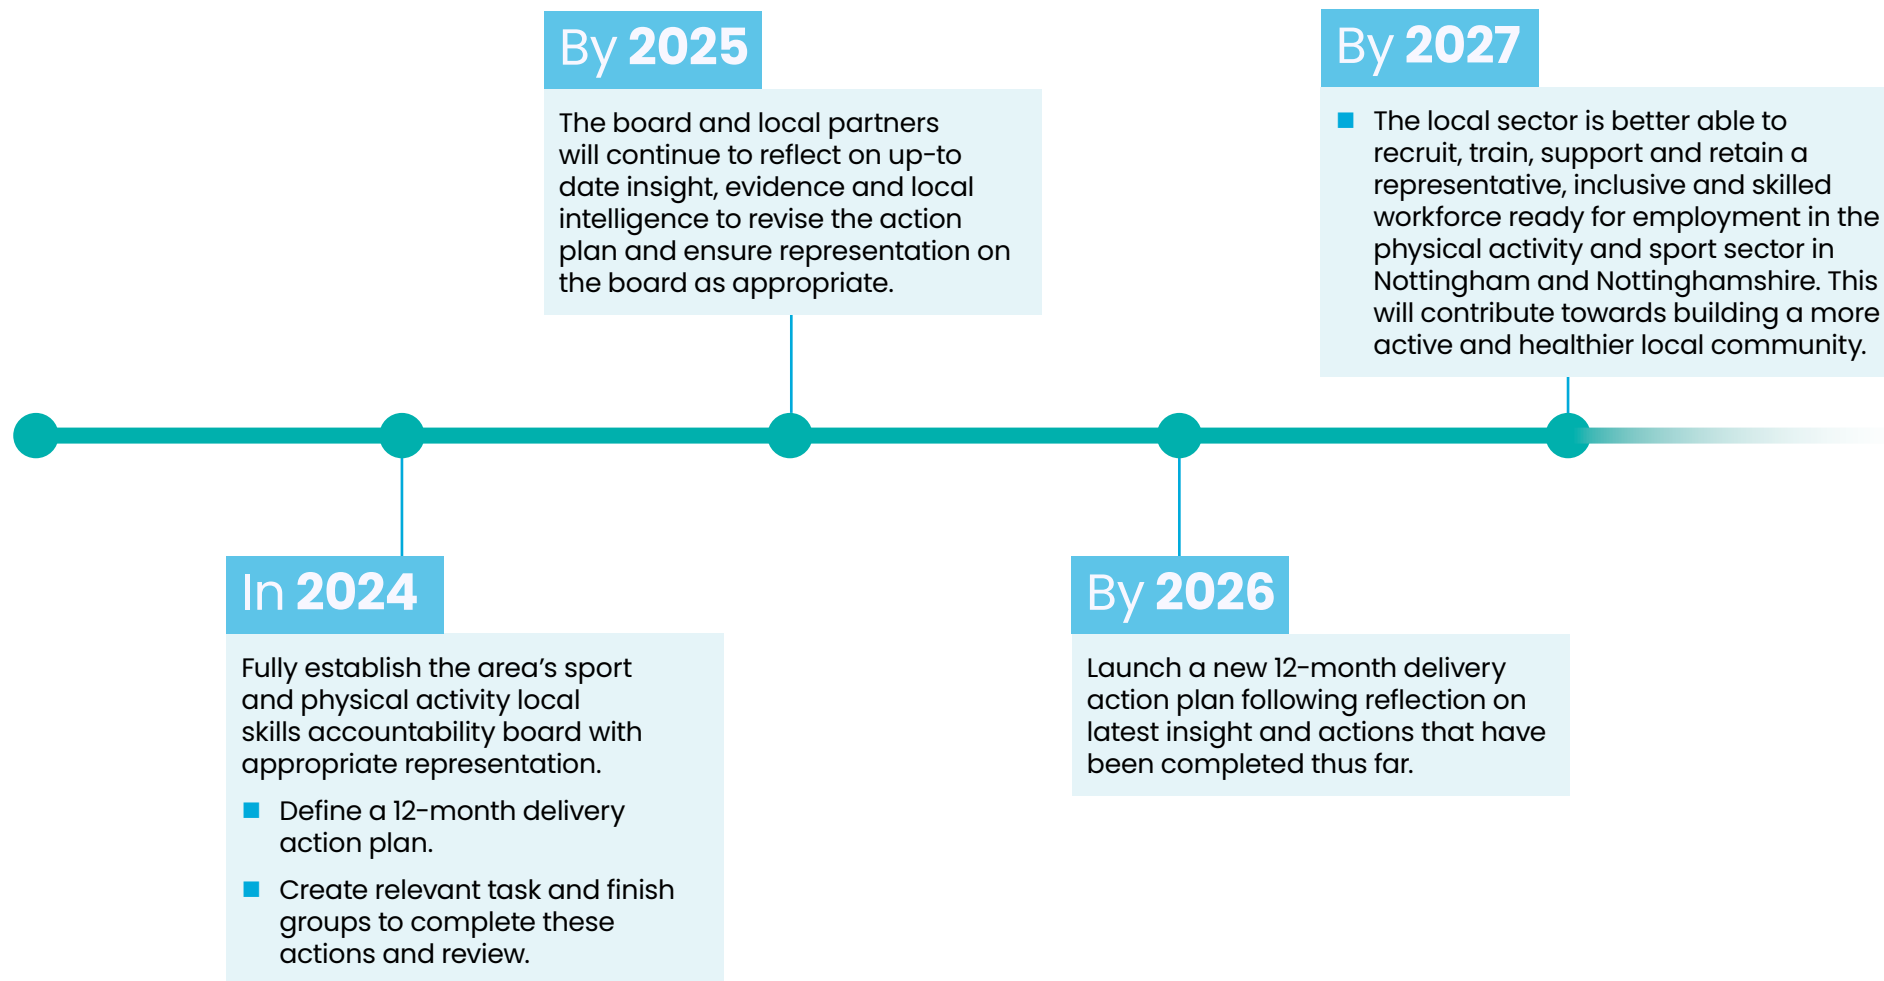 By 2025
The board and local partners
will continue to reflect on up-to
date insight, evidence and local
intelligence to revise the action
plan and ensure representation on
the board as appropriate.
By 2027
■ The local sector is better able to
recruit, train, support and retain a
representative, inclusive and skilled
workforce ready for employment in the
physical activity and sport sector in
Nottingham and Nottinghamshire. This
will contribute towards building a more
active and healthier local community.
In 2024
Fully establish the area’s sport
and physical activity local
skills accountability board with
appropriate representation.
■ Define a 12-month delivery
action plan.
■ Create relevant task and finish
groups to complete these
actions and review.
By 2026
Launch a new 12-month delivery
action plan following reflection on
latest insight and actions that have
been completed thus far.